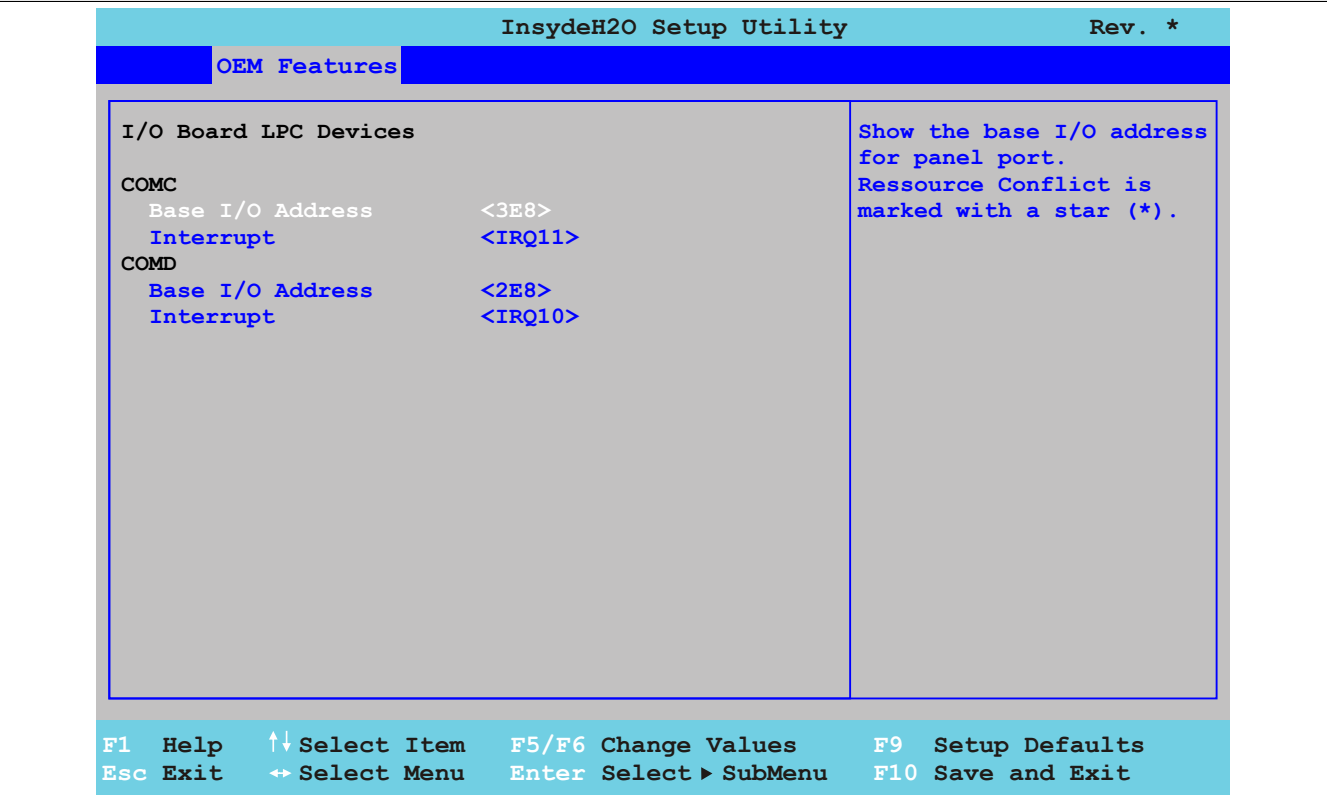 InsydeH2O Setup Utility Rev. *
OEM Features
I/O Board LPC Devices
COMC
Base I/O Address <3E8>
Interrupt <IRQ11>
COMD
Base I/O Address <2E8>
Interrupt <IRQ10>
Show the base I/O address
for panel port.
Ressource Conflict is
marked with a star (*).
F1 Help ↑↓ Select Item F5/F6 Change Values F9 Setup Defaults
Esc Exit ↔ Select Menu Enter Select ▶ SubMenu F10 Save and Exit